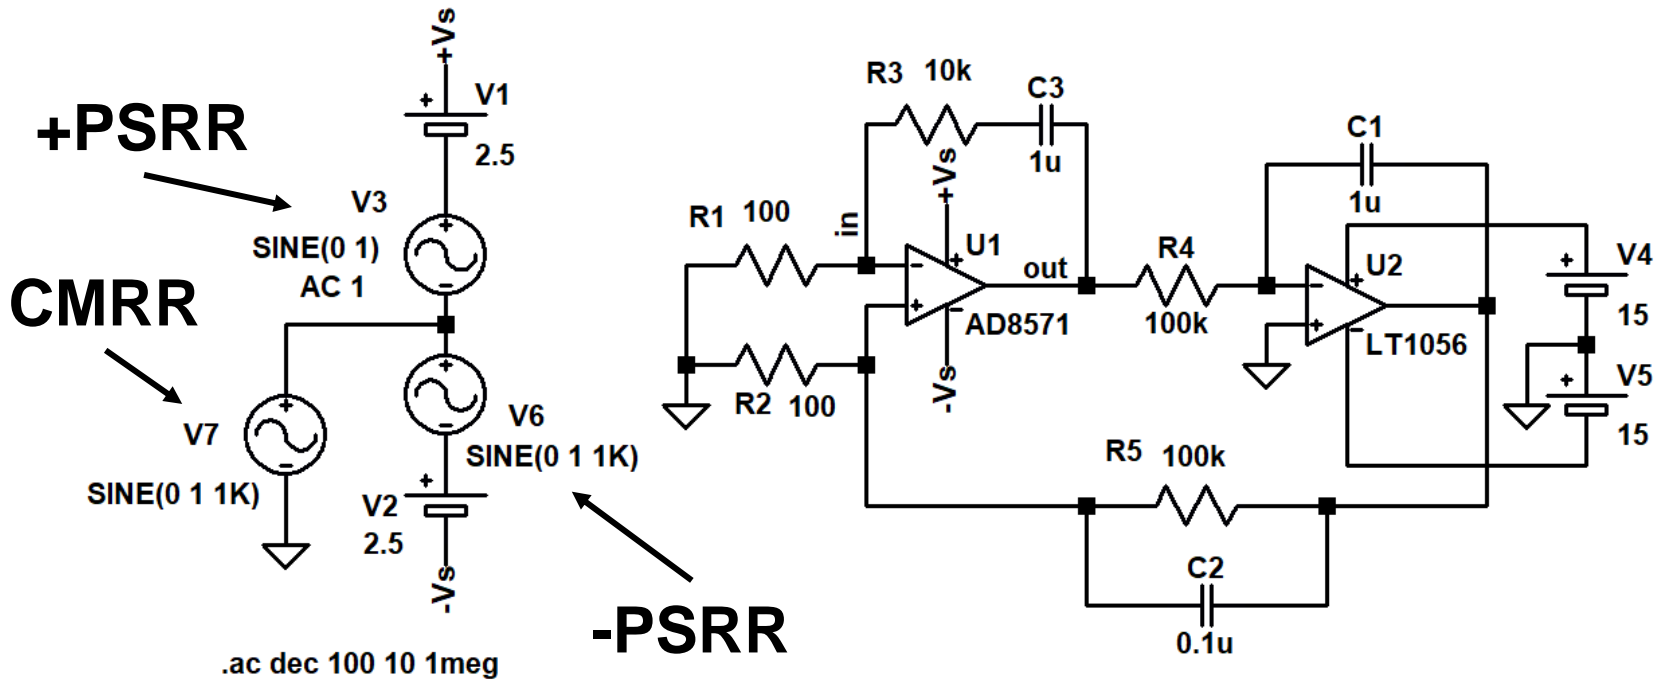 +Vs
V1
2.5
+PSRR
V3
SINE(0 1)
AC 1
CMRR
V7
SINE(0 1 1K)
V6
SINE(0 1 1K)
V2
2.5
-Vs
-PSRR
.ac dec 100 10 1meg
R3 10k
C3
1u
+Vs
R1 100
in
U1
out
AD8571
-Vs
R2 100
R4
100k
C1
1u
U2
LT1056
V4
15
V5
15
R5 100k
C2
0.1u